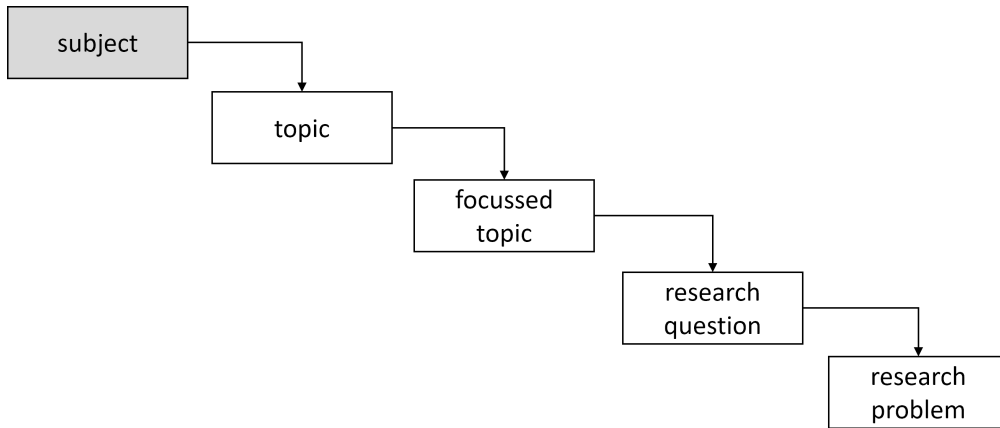 subject
topic
focussed
topic
research
question
research
problem